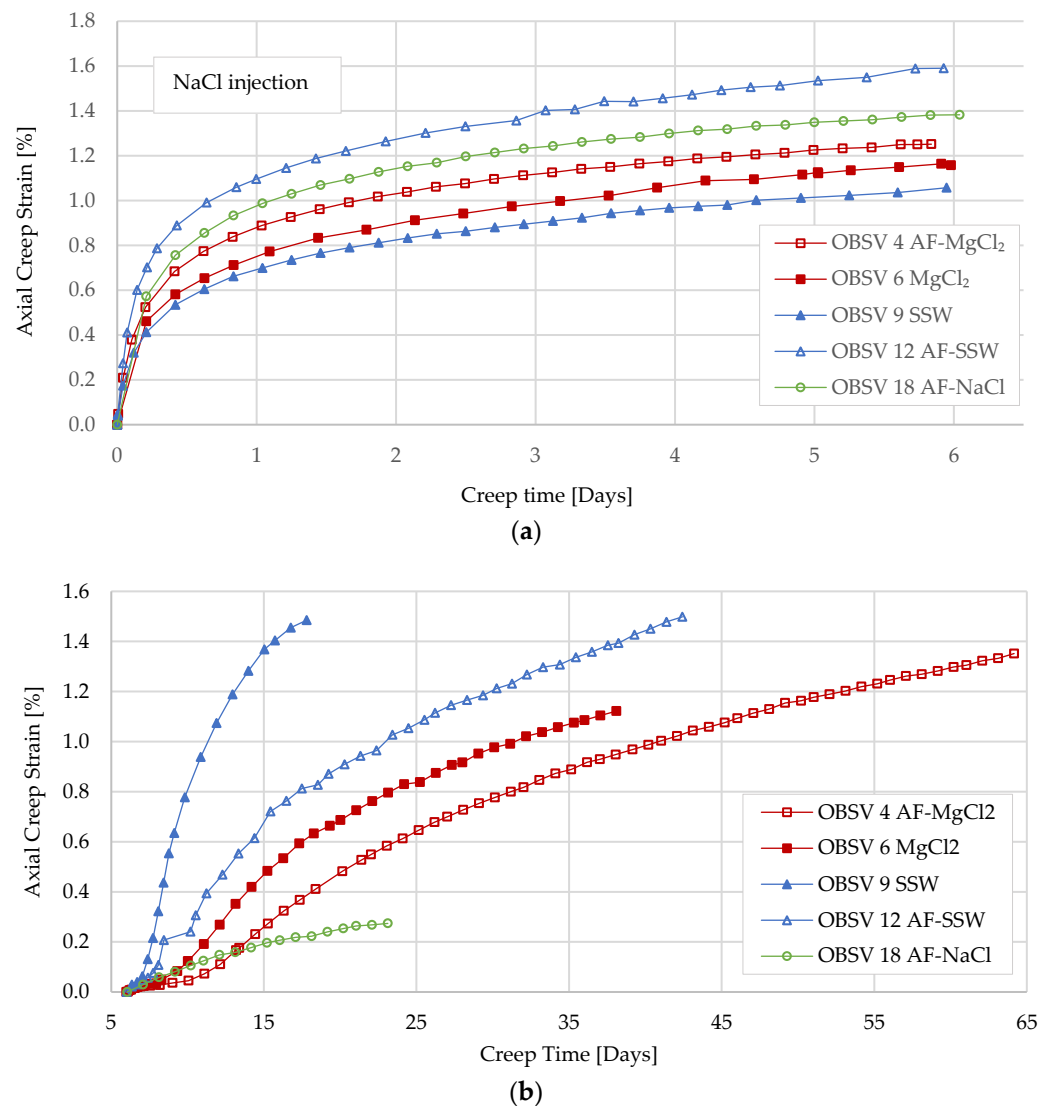 1.8
1.6
1.4
1.2
1.0
0.8
0.6
0.4
0.2
0.0
Axial Creep Strain [%]
NaCl injection
OBSV 4 AF-MgCl₂
OBSV 6 MgCl₂
OBSV 9 SSW
OBSV 12 AF-SSW
OBSV 18 AF-NaCl
0 1 2 3 4 5 6
Creep time [Days]
(a)
1.6
1.4
1.2
1.0
0.8
0.6
0.4
0.2
0.0
Axial Creep Strain [%]
OBSV 4 AF-MgCl2
OBSV 6 MgCl2
OBSV 9 SSW
OBSV 12 AF-SSW
OBSV 18 AF-NaCl
5 15 25 35 45 55 65
Creep Time [Days]
(b)